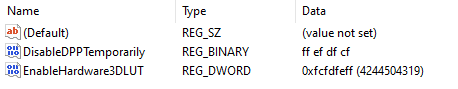 Name Type Data
(Default) REG_SZ (value not set)
DisableDPPTemporarily REG_BINARY ff ef df cf
EnableHardware3DLUT REG_DWORD 0xfcfdfeff (4244504319)